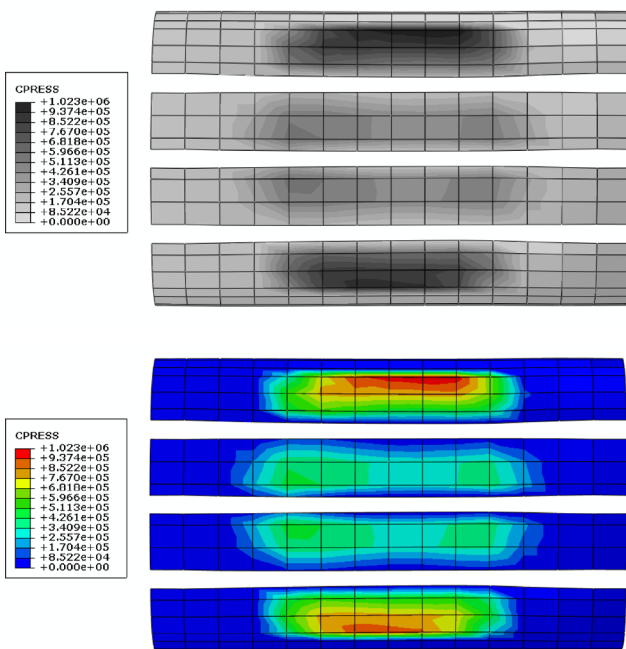 CPRESS
+1.023e+06
+9.374e+05
+8.522e+05
+7.670e+05
+6.818e+05
+5.966e+05
+5.113e+05
+4.261e+05
+3.409e+05
+2.557e+05
+1.704e+05
+8.522e+04
+0.000e+00
CPRESS
+1.023e+06
+9.374e+05
+8.522e+05
+7.670e+05
+6.818e+05
+5.966e+05
+5.113e+05
+4.261e+05
+3.409e+05
+2.557e+05
+1.704e+05
+8.522e+04
+0.000e+00